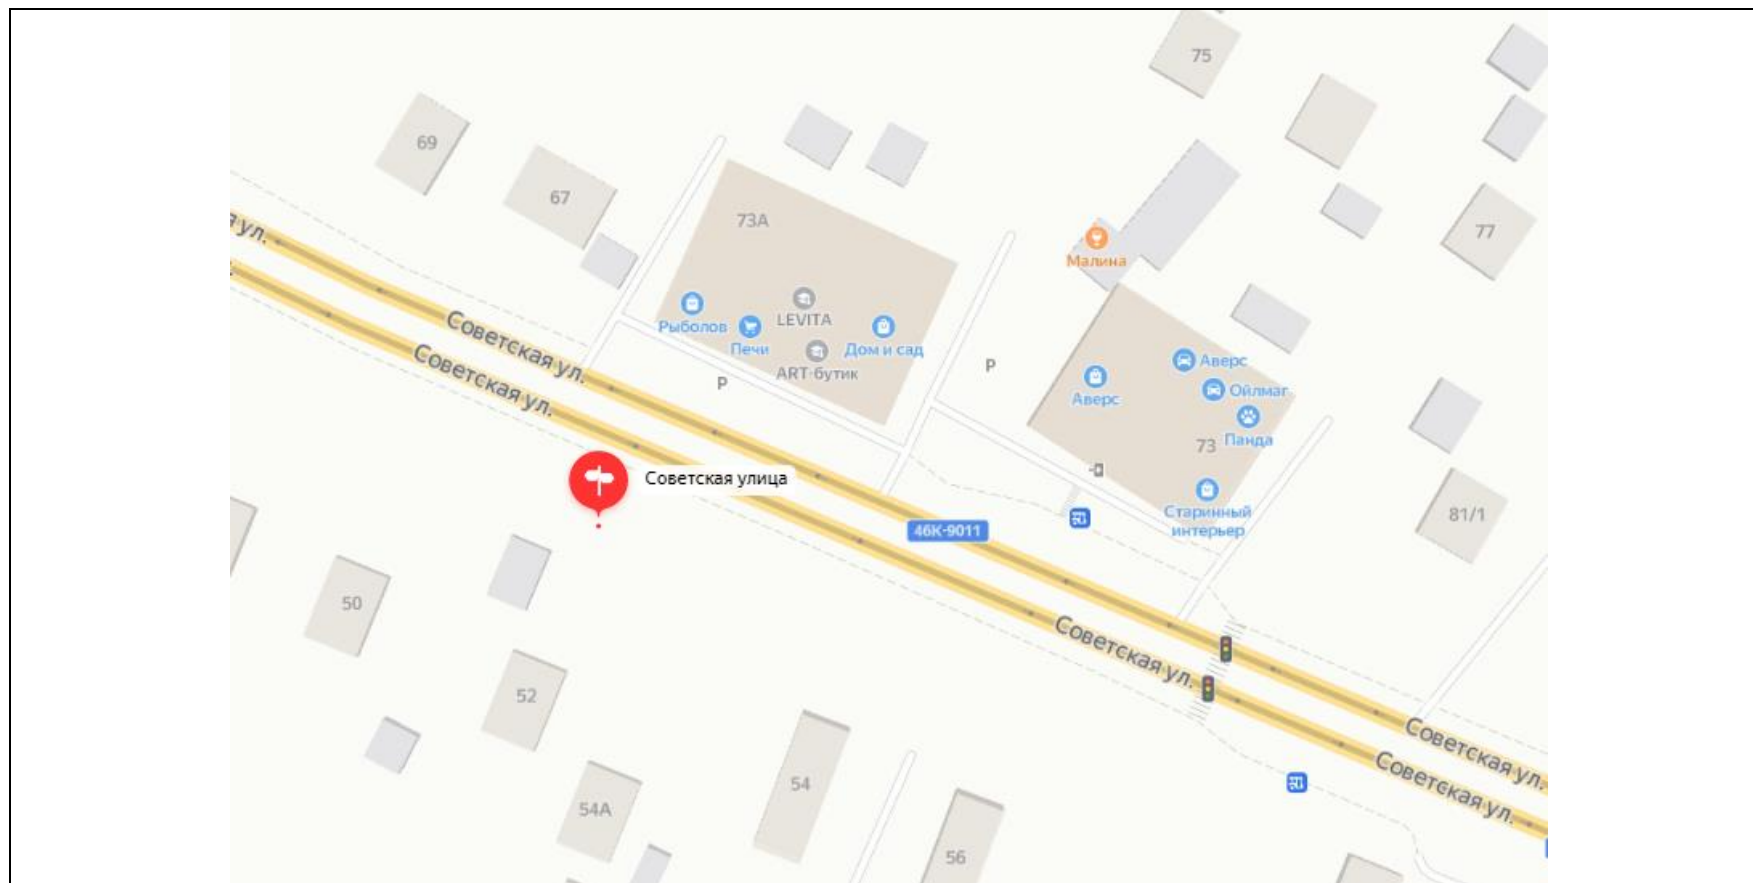 75
69
67
73А
77
Малина
я ул.
Рыболов
LEVITA
Печи
Дом и сад
ART-бутик
P
P
Советская ул.
Советская ул.
Аверс
Аверс
Ойлмаг
Панда
73
Старинный
интерьер
81/1
Советская улица
46К-9011
50
52
54А
54
56
Советская ул.
Советская ул.
Советская ул.